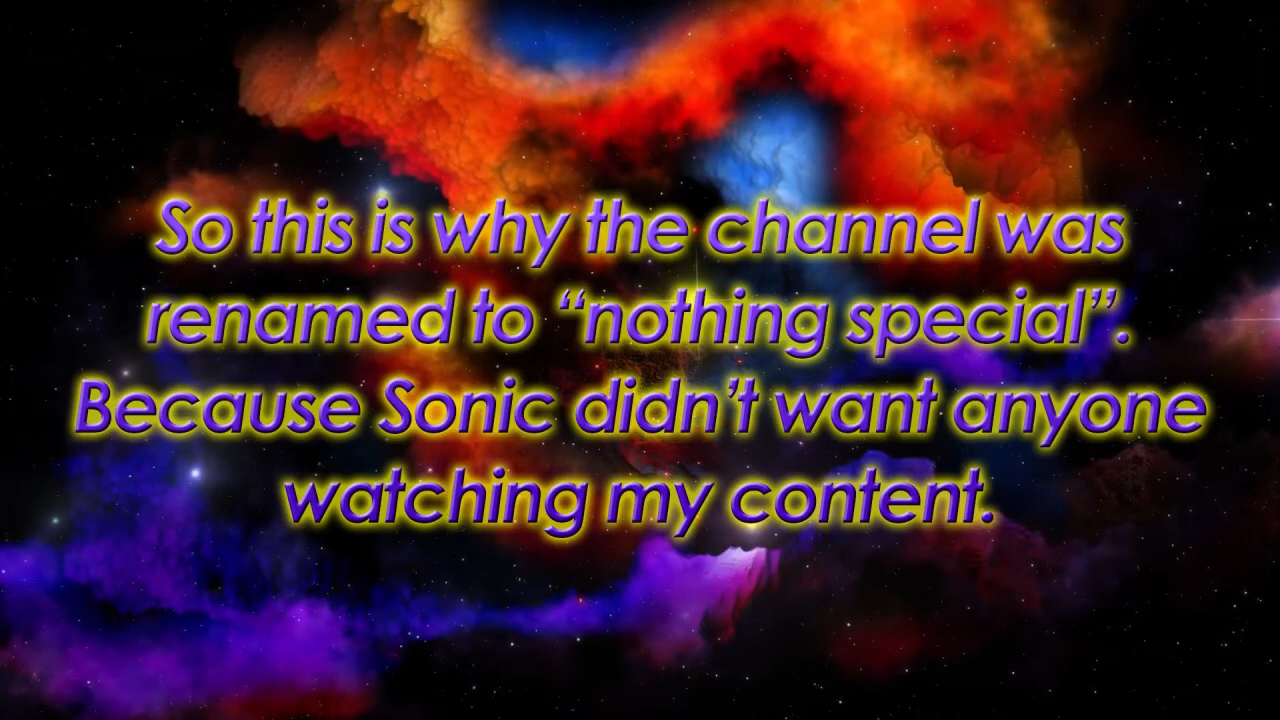 So this is why the channel was
renamed to “nothing special”.
Because Sonic didn’t want anyone
watching my content.